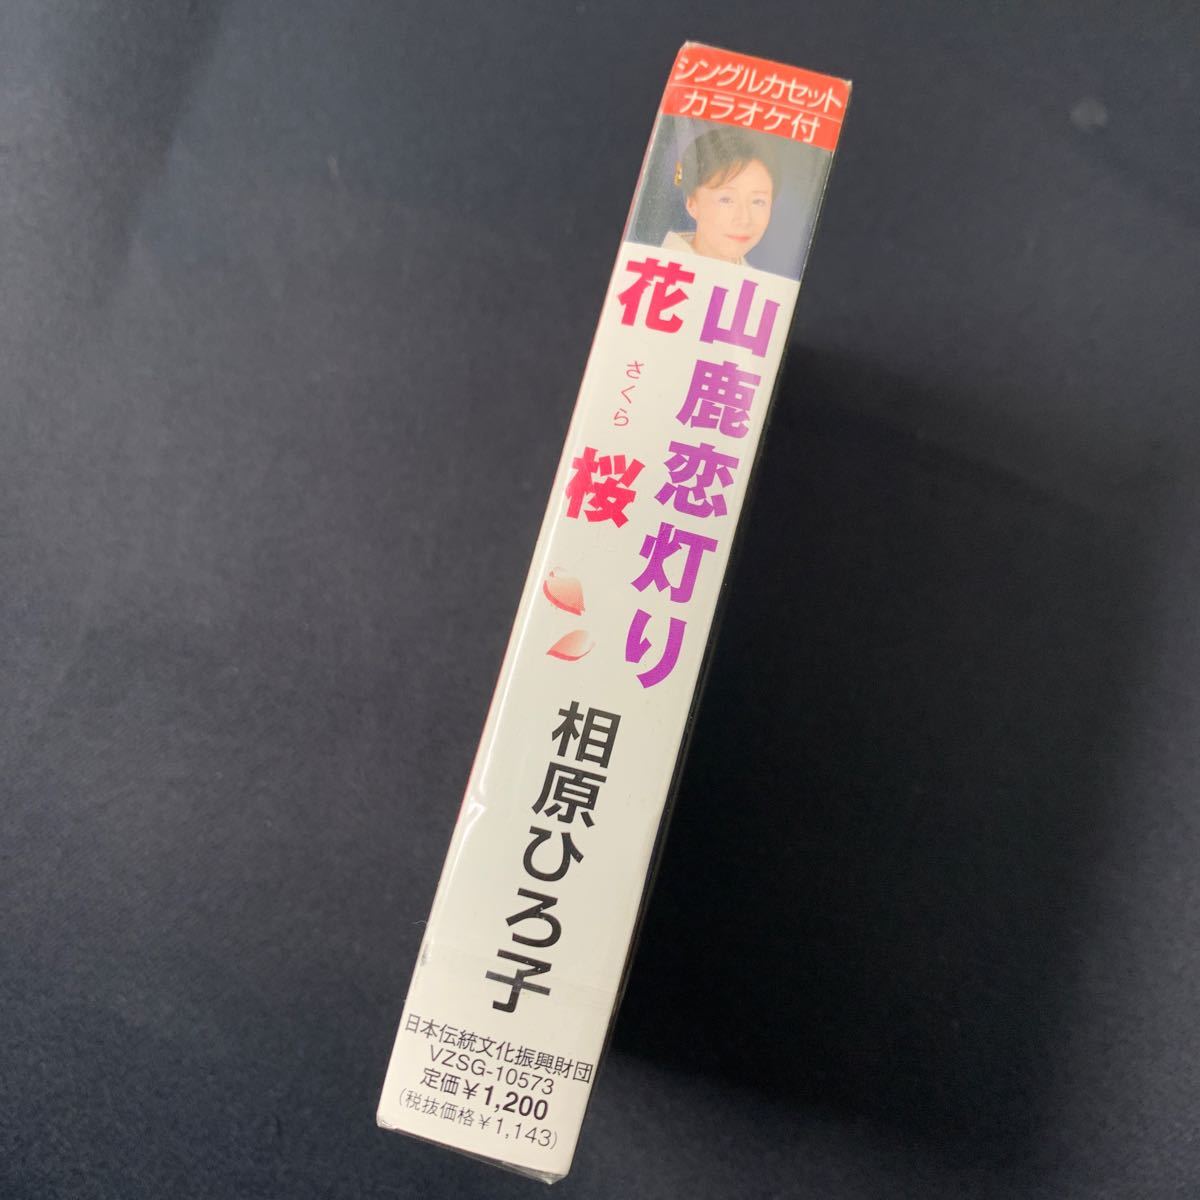 シングルカセット
カラオケ付
山鹿恋灯り
花桜
さくら
相原ひろ子
日本伝統文化振興財団
VZSG-10573
定価￥1,200
(税抜価格￥1,143)